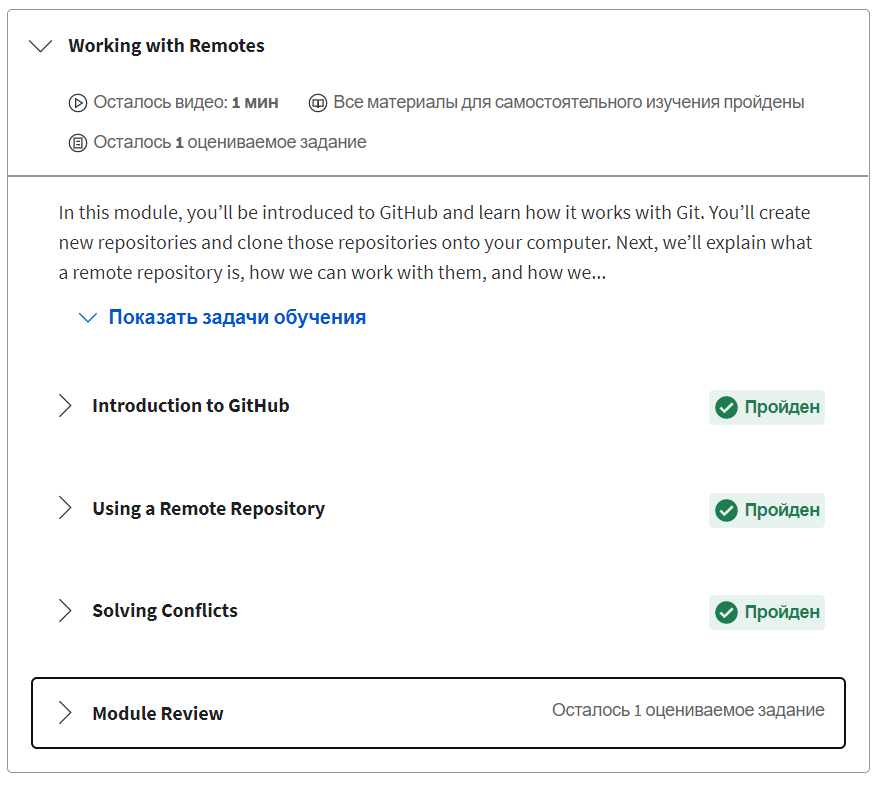 Working with Remotes
Осталось видео: 1 мин
Все материалы для самостоятельного изучения пройдены
Осталось 1 оцениваемое задание
In this module, you’ll be introduced to GitHub and learn how it works with Git. You’ll create
new repositories and clone those repositories onto your computer. Next, we’ll explain what
a remote repository is, how we can work with them, and how we...
Показать задачи обучения
Introduction to GitHub
Пройден
Using a Remote Repository
Пройден
Solving Conflicts
Пройден
Module Review
Осталось 1 оцениваемое задание